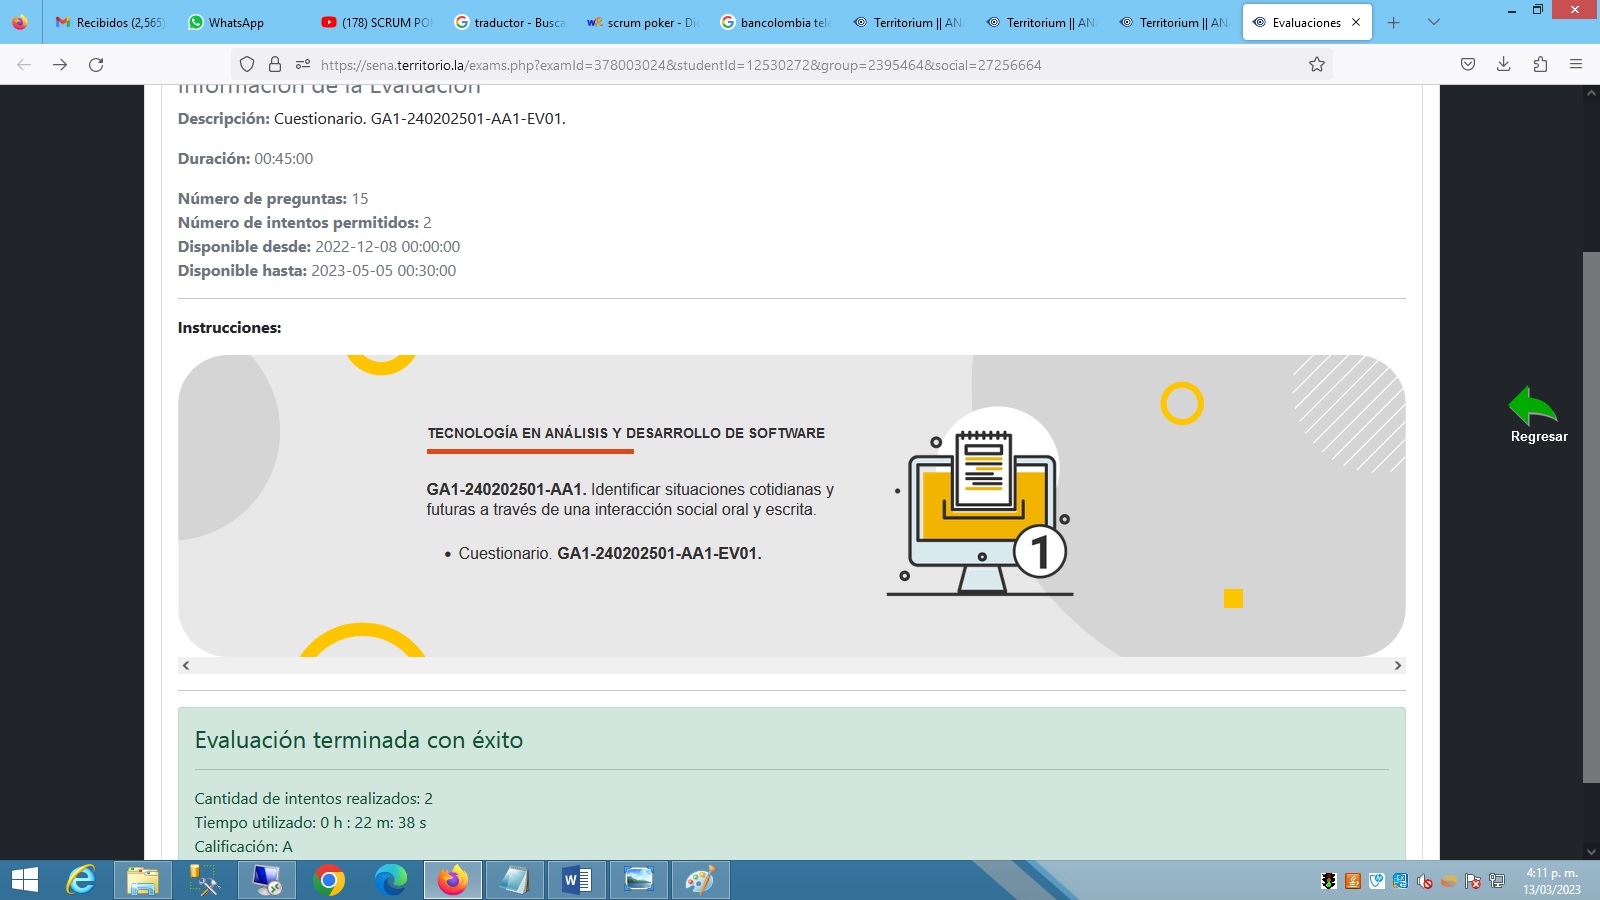 Recibidos (2,565)
WhatsApp
(178) SCRUM PO
traductor - Busca
scrum poker - Di
bancolombia tel
Territorium || AN
Territorium || AN
Territorium || AN
Evaluaciones
https://sena.territorio.la/exams.php?examId=378003024&studentId=12530272&group=2395464&social=27256664
Información de la Evaluación
Descripción: Cuestionario. GA1-240202501-AA1-EV01.
Duración: 00:45:00
Número de preguntas: 15
Número de intentos permitidos: 2
Disponible desde: 2022-12-08 00:00:00
Disponible hasta: 2023-05-05 00:30:00
Instrucciones:
TECNOLOGÍA EN ANÁLISIS Y DESARROLLO DE SOFTWARE
GA1-240202501-AA1. Identificar situaciones cotidianas y
futuras a través de una interacción social oral y escrita.
• Cuestionario. GA1-240202501-AA1-EV01.
1
Regresar
Evaluación terminada con éxito
Cantidad de intentos realizados: 2
Tiempo utilizado: 0 h : 22 m: 38 s
Calificación: A
4:11 p. m.
13/03/2023